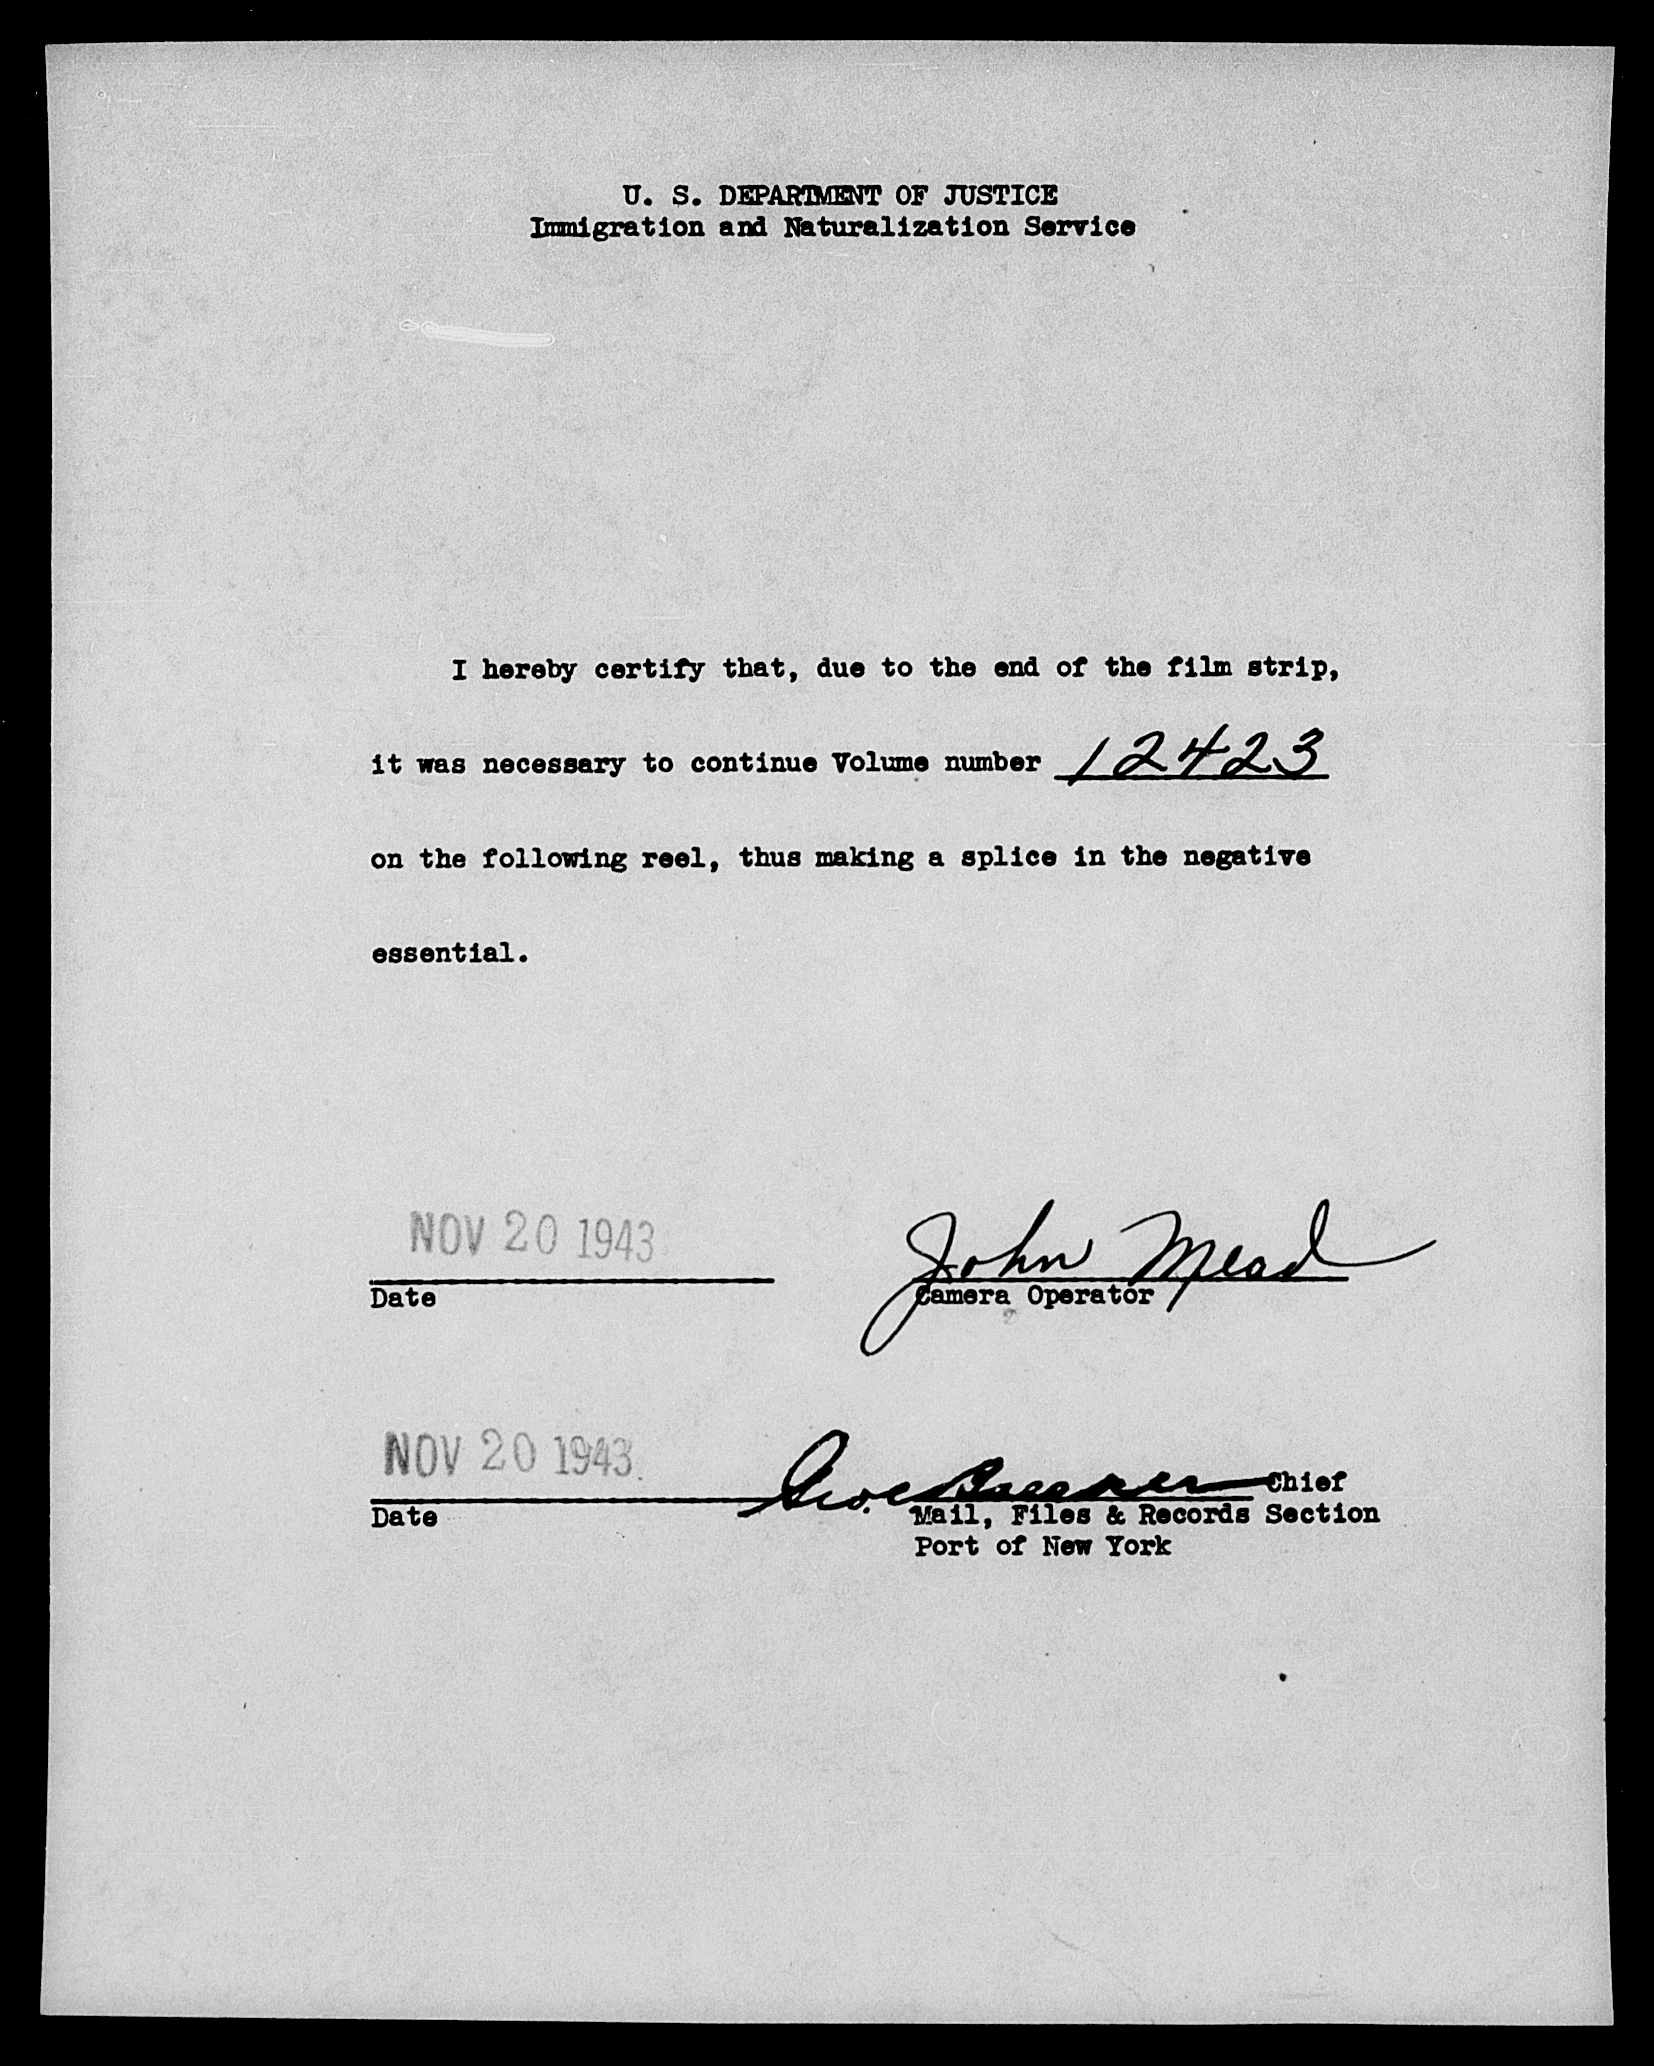 U. S. DEPARTMENT OF JUSTICE
Immigration and Naturalization Service
I hereby certify that, due to the end of the film strip,
it was necessary to continue Volume number 12423
on the following reel, thus making a splice in the negative
essential.
NOV 20 1943 John Mead
Date Camera Operator
NOV 20 1943. Geo. Chief
Date Mail, Files & Records Section
Port of New York